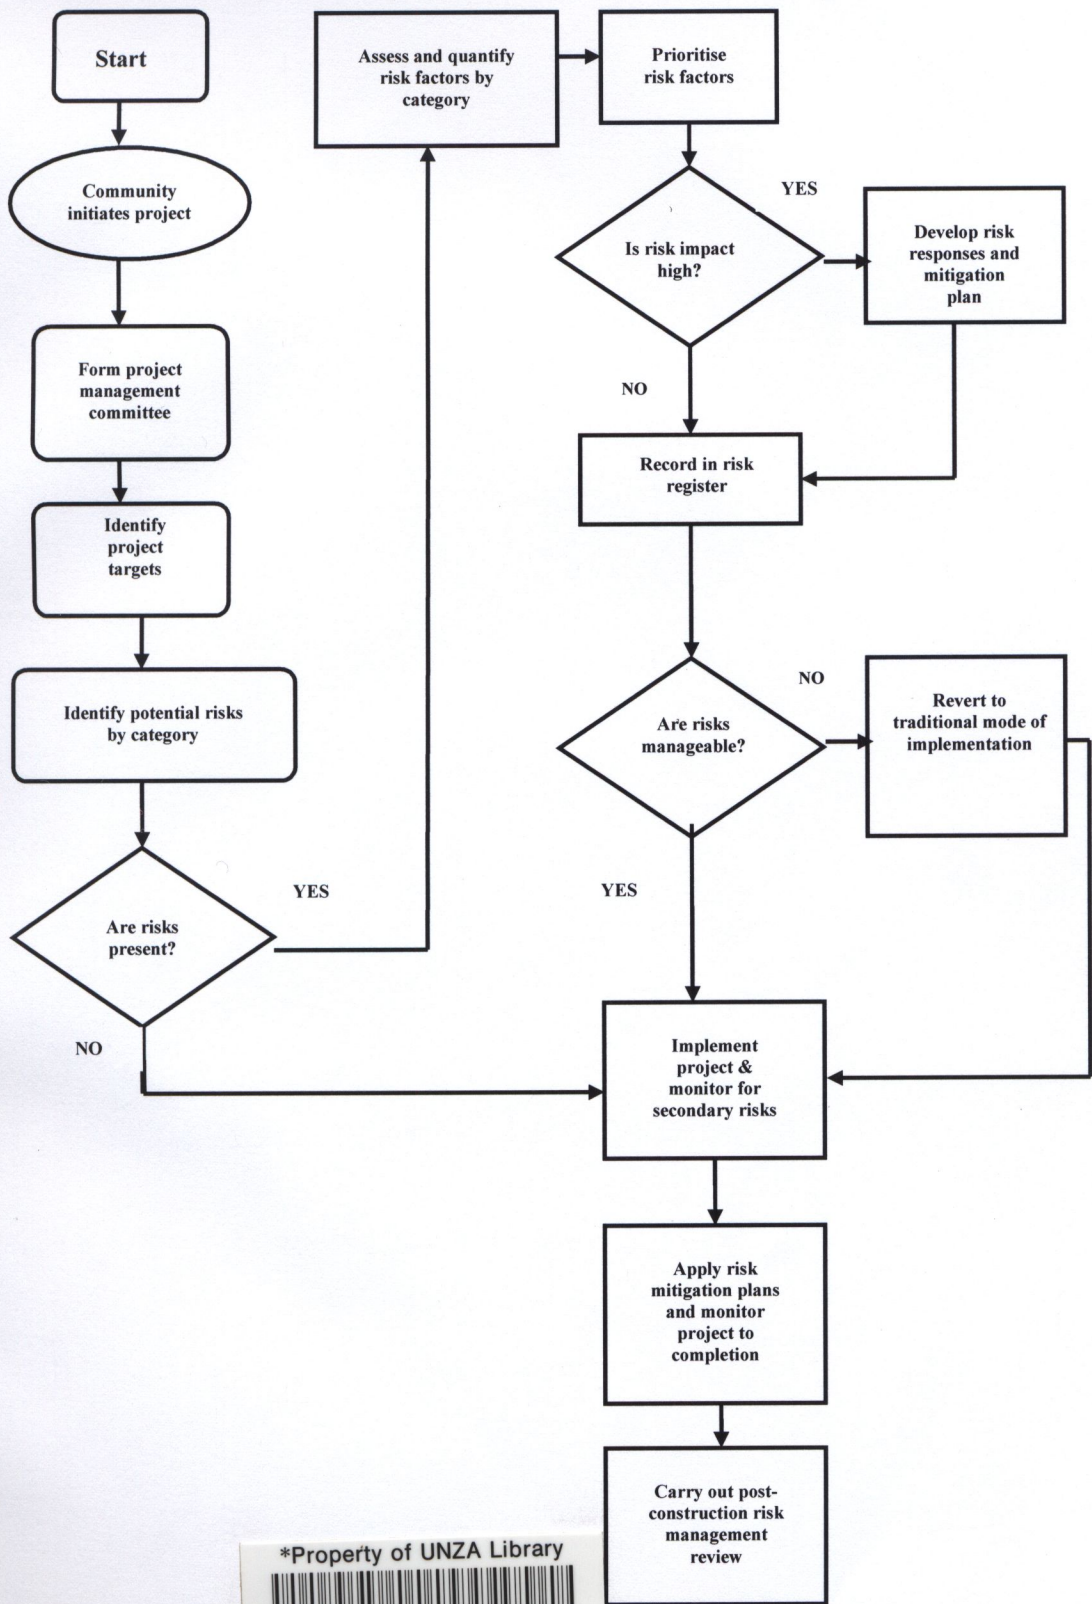 Start
Community
initiates project
Form project
management
committee
Identify
project
targets
Identify potential risks
by category
Are risks
present?
YES
NO
Assess and quantify
risk factors by
category
Prioritise
risk factors
Is risk impact
high?
YES
Develop risk
responses and
mitigation
plan
NO
Record in risk
register
Are risks
manageable?
NO
Revert to
traditional mode of
implementation
YES
Implement
project &
monitor for
secondary risks
Apply risk
mitigation plans
and monitor
project to
completion
Carry out post-
construction risk
management
review
*Property of UNZA Library